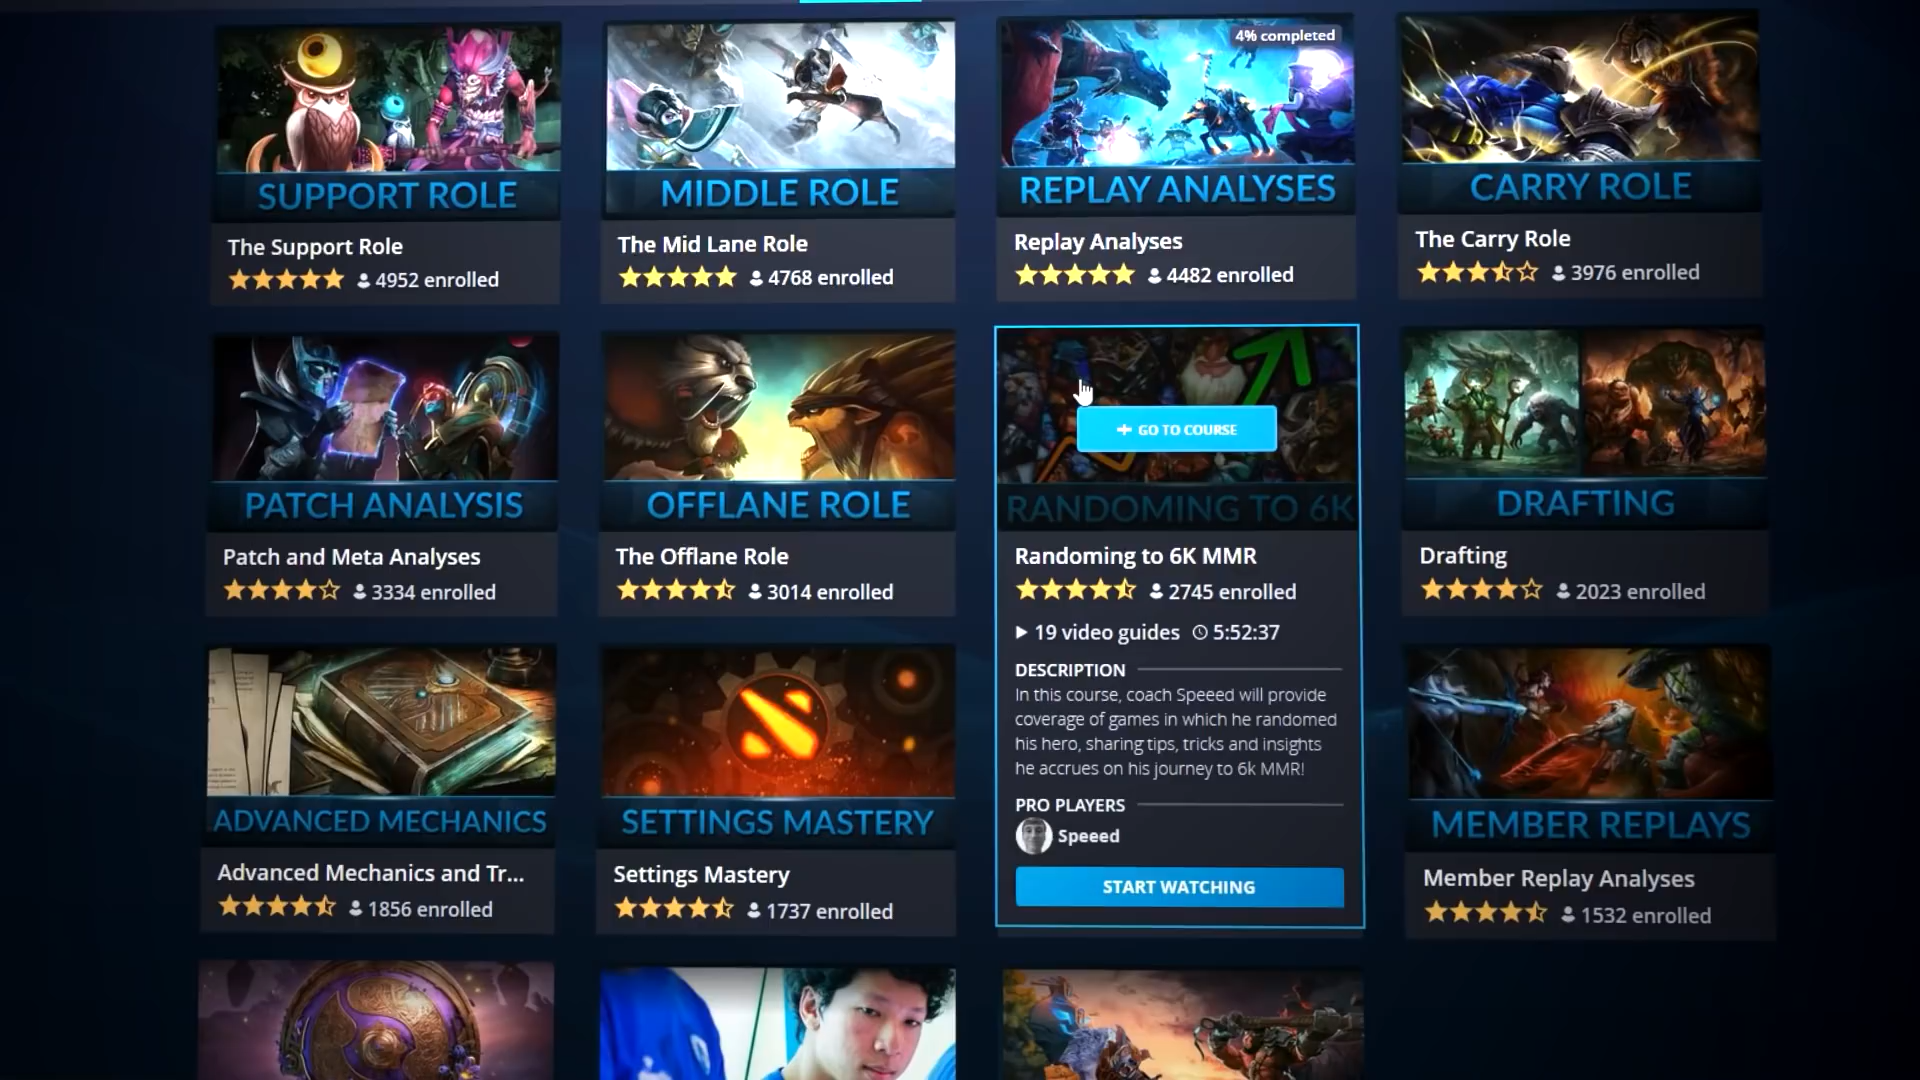 SUPPORT ROLE
The Support Role
4952 enrolled
MIDDLE ROLE
The Mid Lane Role
4768 enrolled
4% completed
REPLAY ANALYSES
Replay Analyses
4482 enrolled
CARRY ROLE
The Carry Role
3976 enrolled
PATCH ANALYSIS
Patch and Meta Analyses
3334 enrolled
OFFLANE ROLE
The Offlane Role
3014 enrolled
GO TO COURSE
RANDOMING TO 6K
Randoming to 6K MMR
2745 enrolled
19 video guides 5:52:37
DESCRIPTION
In this course, coach Speeed will provide
coverage of games in which he randomed
his hero, sharing tips, tricks and insights
he accrues on his journey to 6k MMR!
PRO PLAYERS
Speeed
START WATCHING
DRAFTING
Drafting
2023 enrolled
ADVANCED MECHANICS
Advanced Mechanics and Tr...
1856 enrolled
SETTINGS MASTERY
Settings Mastery
1737 enrolled
MEMBER REPLAYS
Member Replay Analyses
1532 enrolled